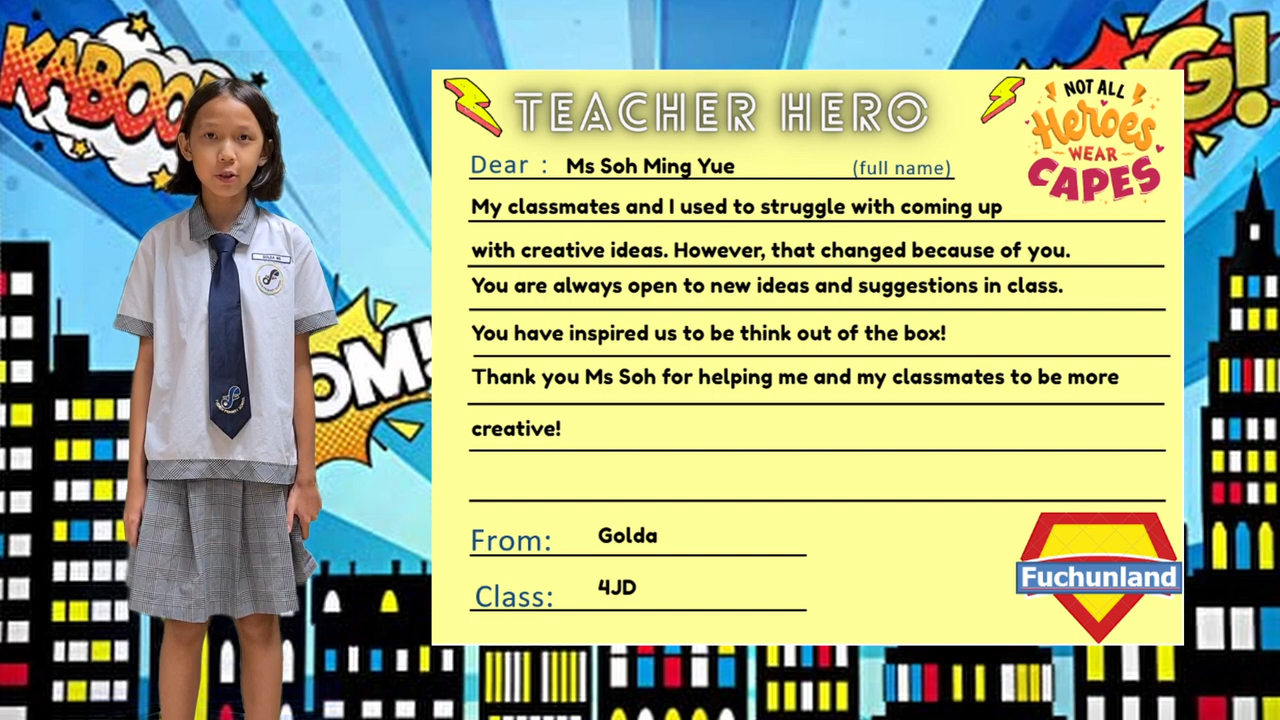 KABOO
G!
OM!
TEACHER HERO
NOT ALL
Heroes
WEAR
CAPES
Dear : Ms Soh Ming Yue (full name)
My classmates and I used to struggle with coming up
with creative ideas. However, that changed because of you.
You are always open to new ideas and suggestions in class.
You have inspired us to be think out of the box!
Thank you Ms Soh for helping me and my classmates to be more
creative!
From: Golda
Class: 4JD
Fuchunland